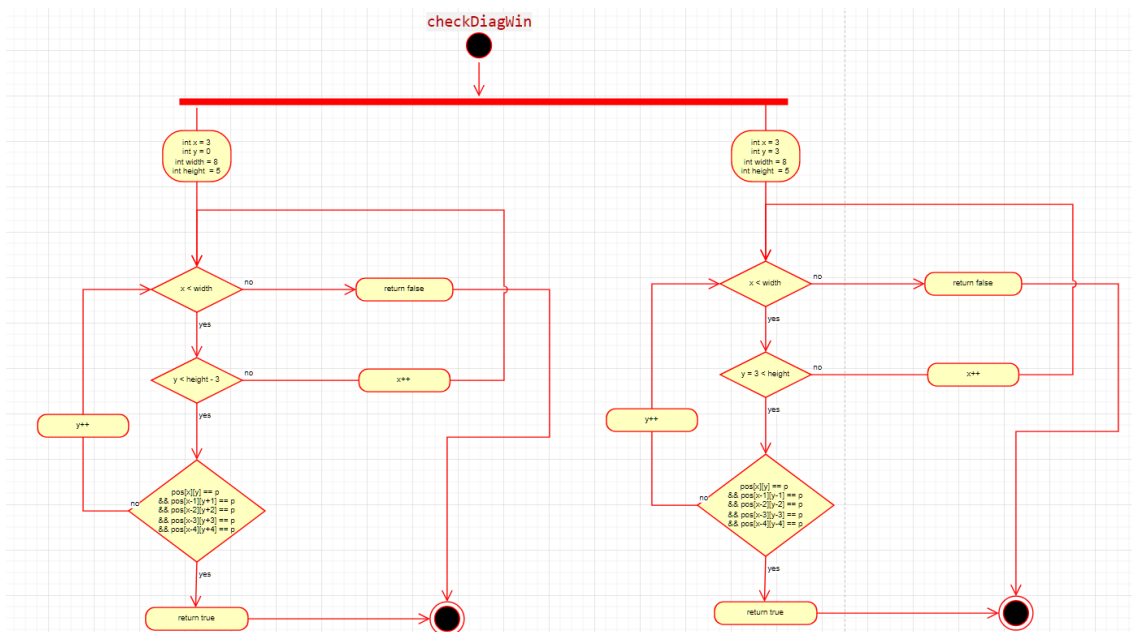 checkDiagWin
int x = 3
int y = 0
int width = 8
int height = 5
x < width
no
return false
yes
y < height - 3
no
x++
yes
y++
pos[x][y] == p
&& pos[x-1][y+1] == p
&& pos[x-2][y+2] == p
&& pos[x-3][y+3] == p
&& pos[x-4][y+4] == p
no
yes
return true
int x = 3
int y = 3
int width = 8
int height = 5
x < width
no
return false
yes
y = 3 < height
no
x++
yes
y++
pos[x][y] == p
&& pos[x-1][y-1] == p
&& pos[x-2][y-2] == p
&& pos[x-3][y-3] == p
&& pos[x-4][y-4] == p
no
yes
return true